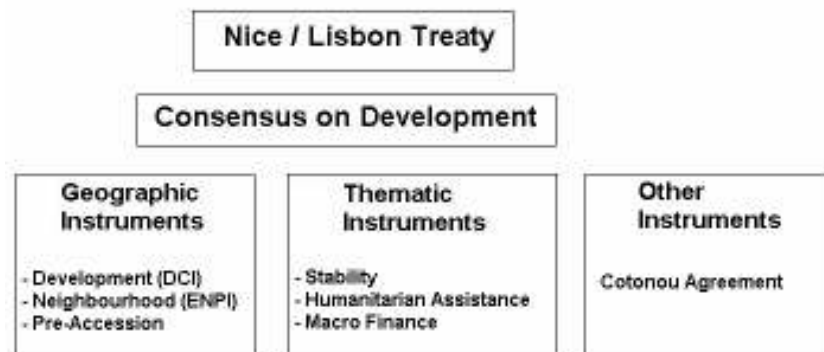 Nice / Lisbon Treaty
Consensus on Development
Geographic
Instruments
- Development (DCI)
- Neighbourhood (ENPI)
- Pre-Accession
Thematic
Instruments
- Stability
- Humanitarian Assistance
- Macro Finance
Other
Instruments
Cotonou Agreement